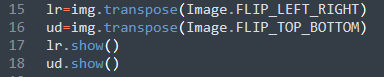 15 lr=img.transpose(Image.FLIP_LEFT_RIGHT)
16 ud=img.transpose(Image.FLIP_TOP_BOTTOM)
17 lr.show()
18 ud.show()